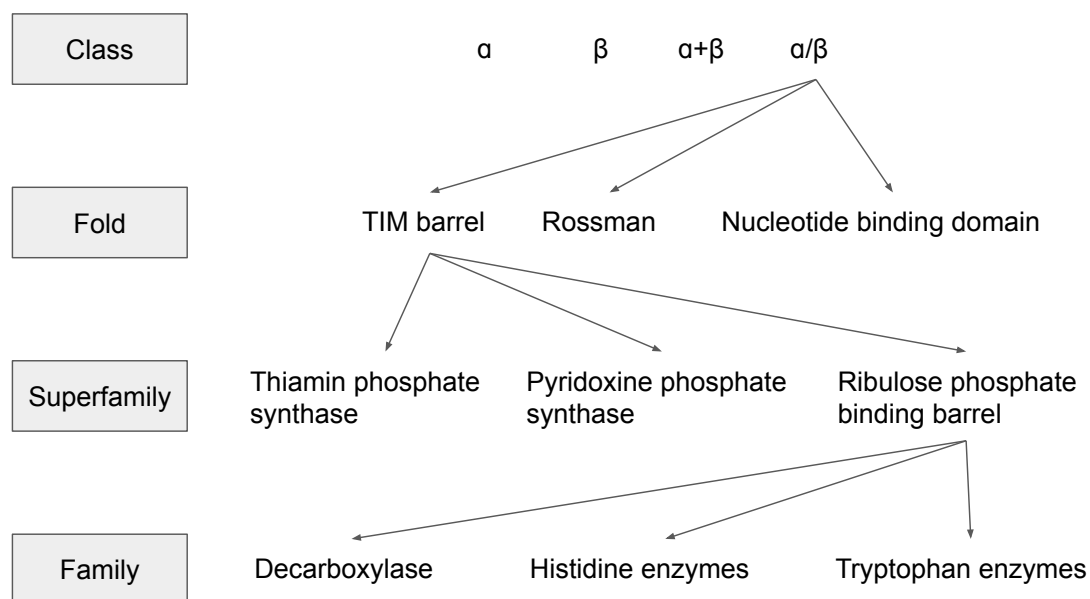 Class
α β α+β α/β
Fold
TIM barrel Rossman Nucleotide binding domain
Superfamily
Thiamin phosphate
synthase
Pyridoxine phosphate
synthase
Ribulose phosphate
binding barrel
Family
Decarboxylase Histidine enzymes Tryptophan enzymes